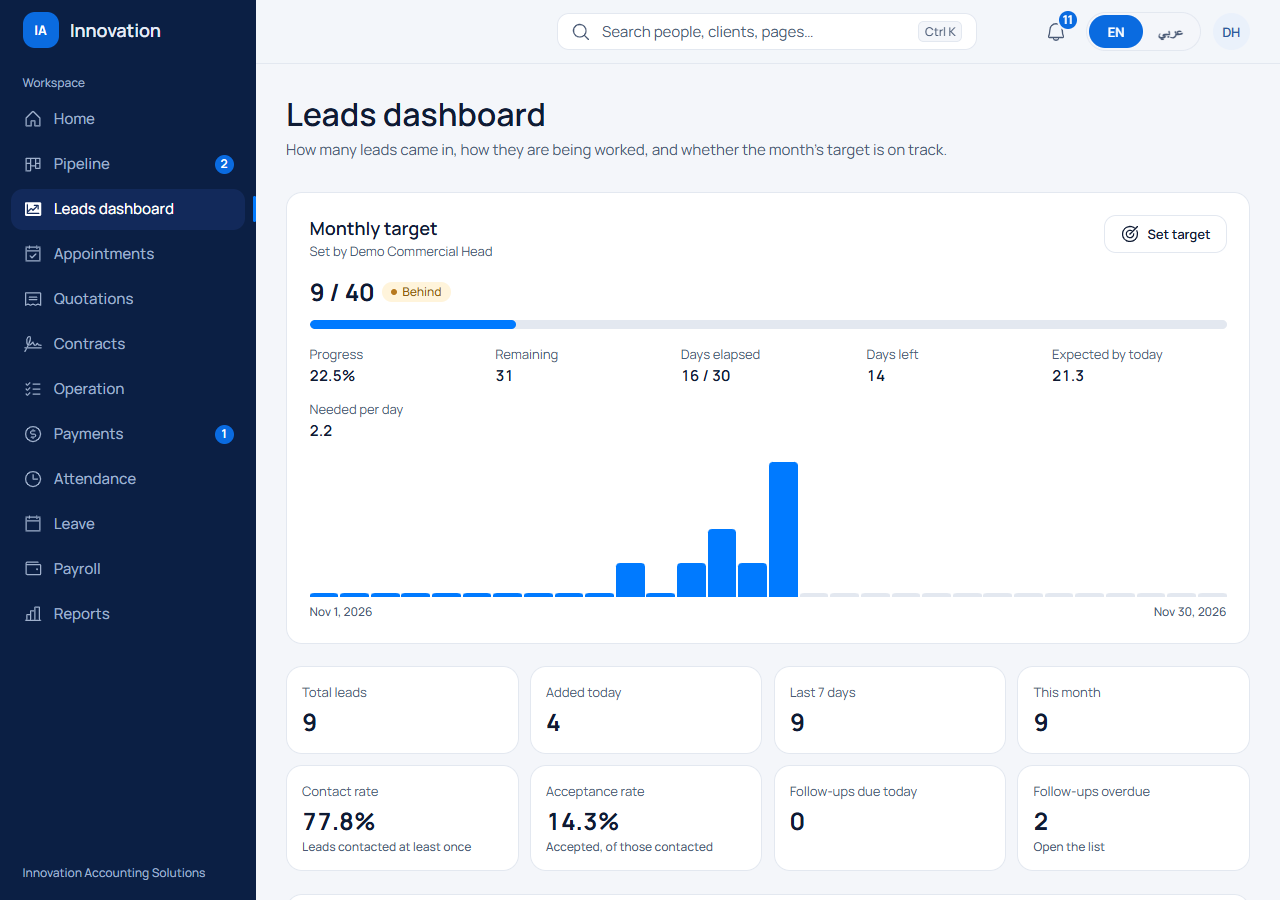 IA Innovation
Search people, clients, pages... Ctrl K
11
EN عربي
DH
Workspace
Home
Pipeline 2
Leads dashboard
Appointments
Quotations
Contracts
Operation
Payments 1
Attendance
Leave
Payroll
Reports
Innovation Accounting Solutions
Leads dashboard
How many leads came in, how they are being worked, and whether the month's target is on track.
Monthly target
Set by Demo Commercial Head
Set target
9 / 40 Behind
Progress Remaining Days elapsed Days left Expected by today
22.5% 31 16 / 30 14 21.3
Needed per day
2.2
Nov 1, 2026 Nov 30, 2026
Total leads Added today Last 7 days This month
9 4 9 9
Contact rate Acceptance rate Follow-ups due today Follow-ups overdue
77.8% 14.3% 0 2
Leads contacted at least once Accepted, of those contacted Open the list